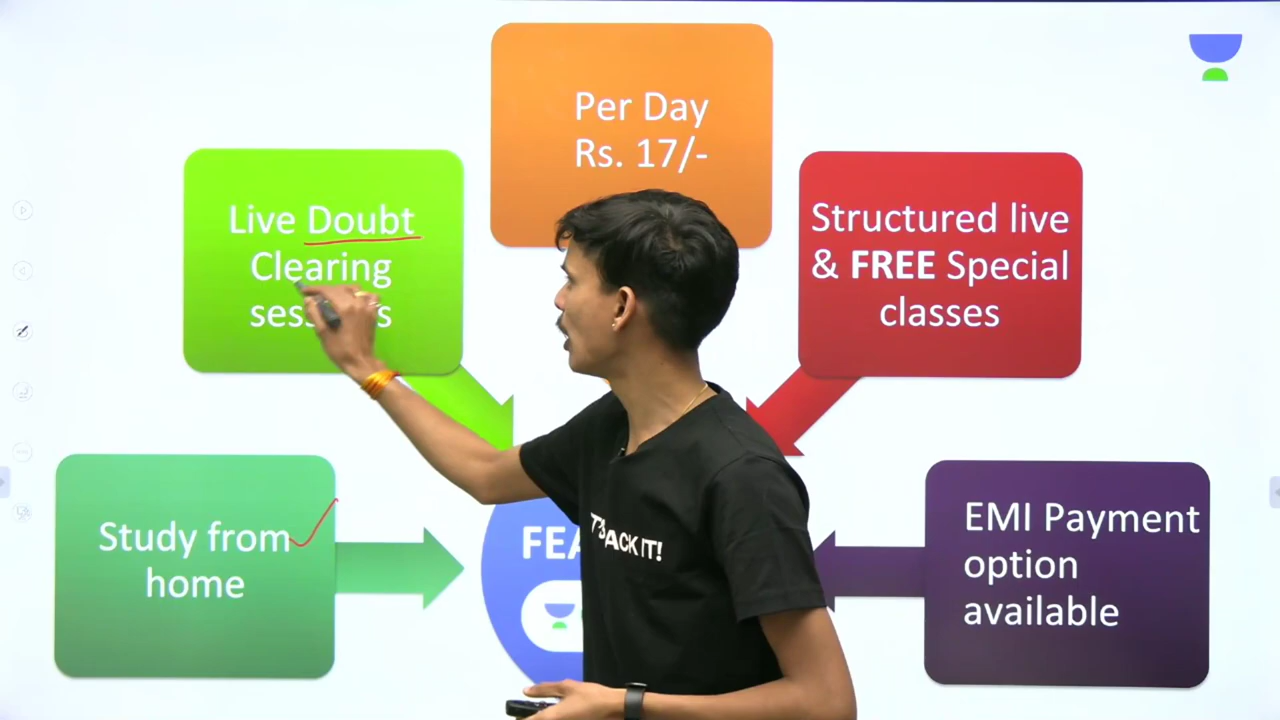 Per Day
Rs. 17/-
Live Doubt
Clearing
Structured live
& FREE Special
classes
Study from
home
EMI Payment
option
available